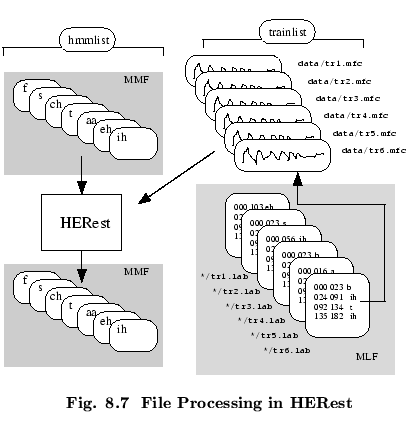 hmmlist
trainlist
MMF
f
s
ch
t
aa
eh
ih
data/tr1.mfc
data/tr2.mfc
data/tr3.mfc
data/tr4.mfc
data/tr5.mfc
data/tr6.mfc
HERest
MMF
f
s
ch
t
aa
eh
ih
000 103 eh
000 023 s
000 056 ih
000 023 b
000 016
000 023 b
024 091 ih
092 134 t
135 182 ih
*/tr1.lab
*/tr2.lab
*/tr3.lab
*/tr4.lab
*/tr5.lab
*/tr6.lab
MLF
Fig. 8.7 File Processing in HERest